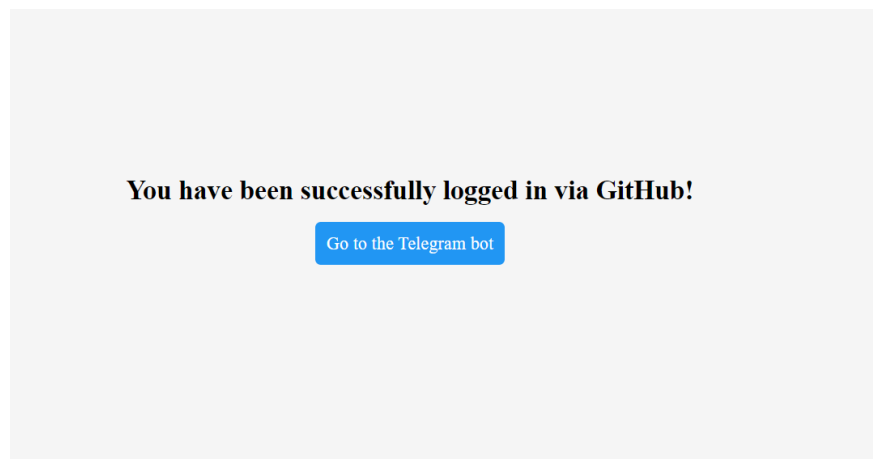 You have been successfully logged in via GitHub!
Go to the Telegram bot